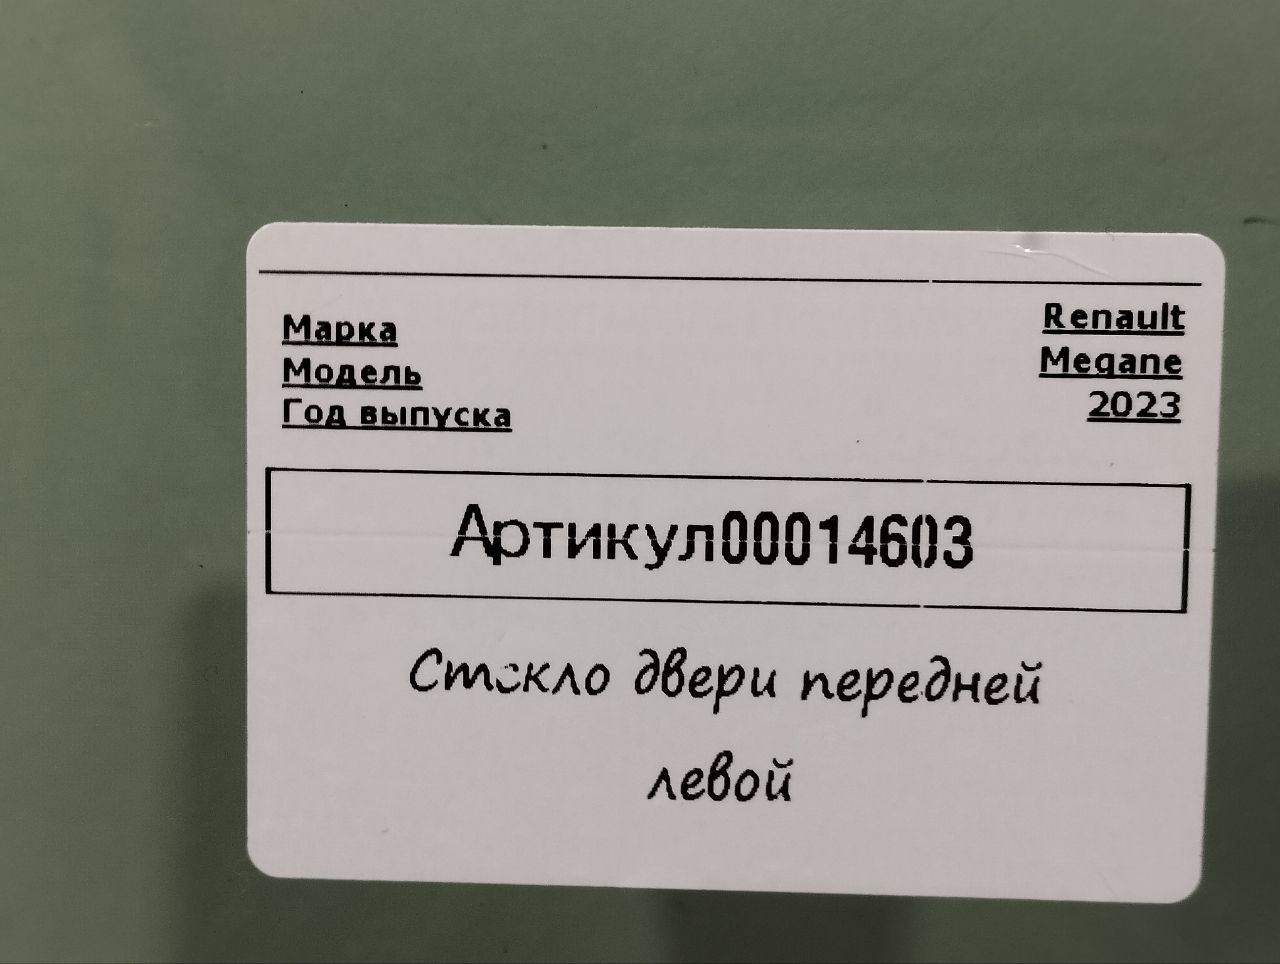 Марка Renault
Модель Megane
Год выпуска 2023
Артикул00014603
Стекло двери передней
левой